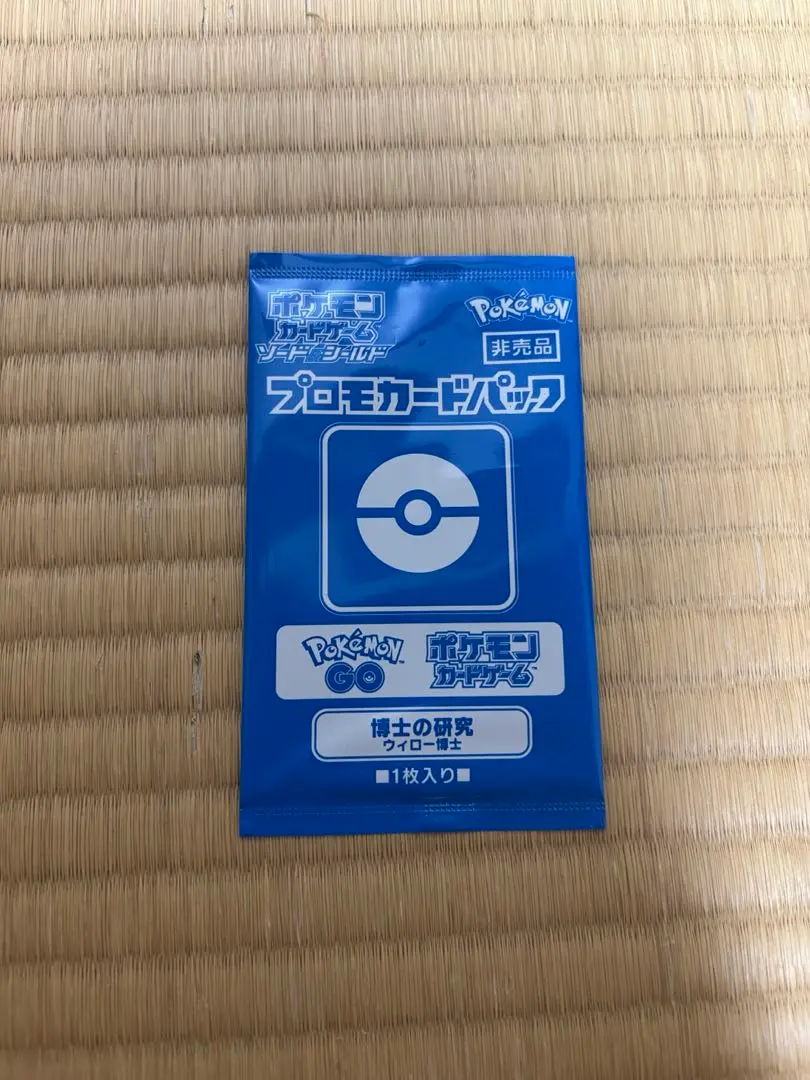 ポケモン
カードゲーム
ソード&シールド
Pokémon
非売品
プロモカードパック
Pokémon
GO
ポケモン
カードゲーム
博士の研究
ウィロー博士
■1枚入り■